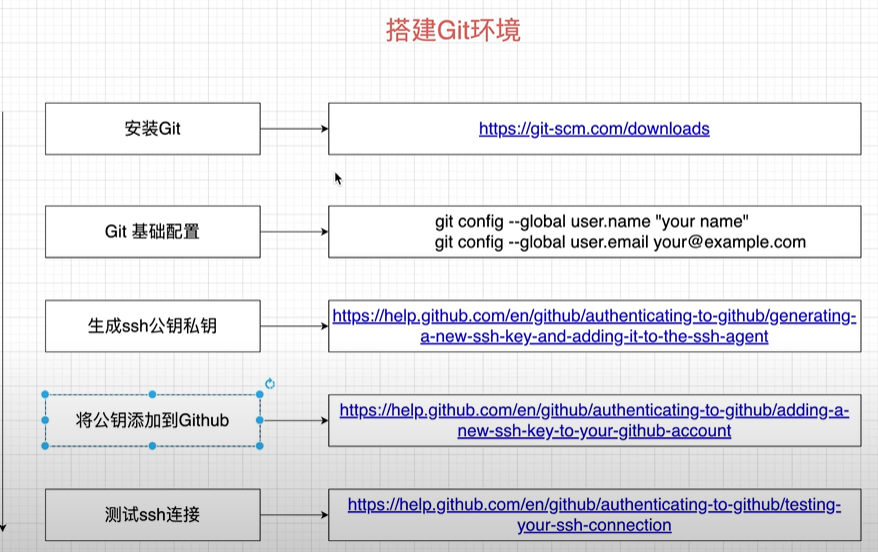 搭建Git环境
安装Git
https://git-scm.com/downloads
Git 基础配置
git config --global user.name "your name"
git config --global user.email your@example.com
生成ssh公钥私钥
https://help.github.com/en/github/authenticating-to-github/generating-
a-new-ssh-key-and-adding-it-to-the-ssh-agent
将公钥添加到Github
https://help.github.com/en/github/authenticating-to-github/adding-a-
new-ssh-key-to-your-github-account
测试ssh连接
https://help.github.com/en/github/authenticating-to-github/testing-
your-ssh-connection